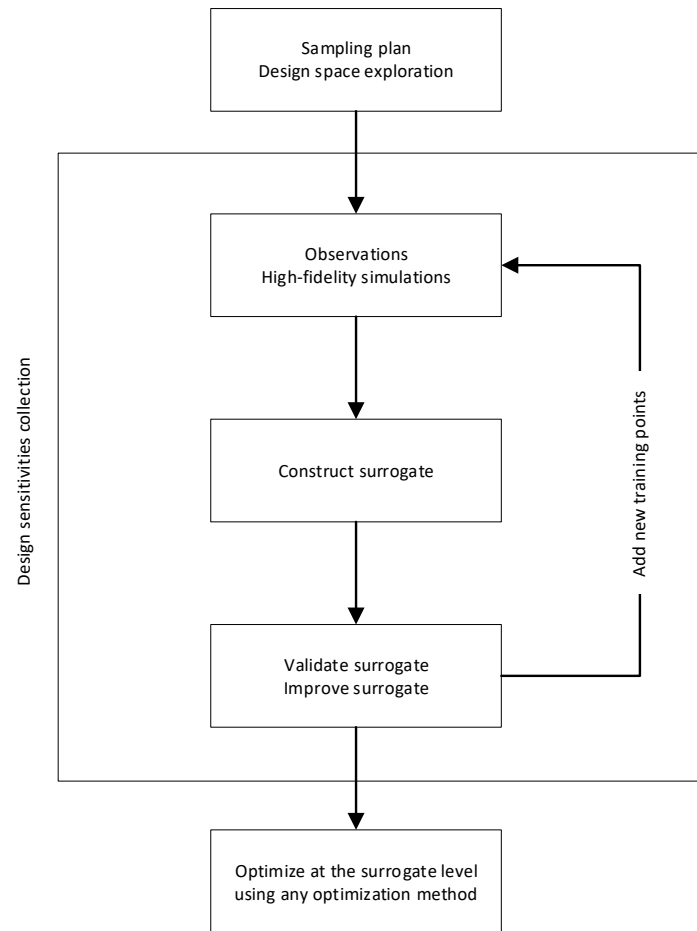 Sampling plan
Design space exploration
Observations
High-fidelity simulations
Design sensitivities collection
Construct surrogate
Add new training points
Validate surrogate
Improve surrogate
Optimize at the surrogate level
using any optimization method